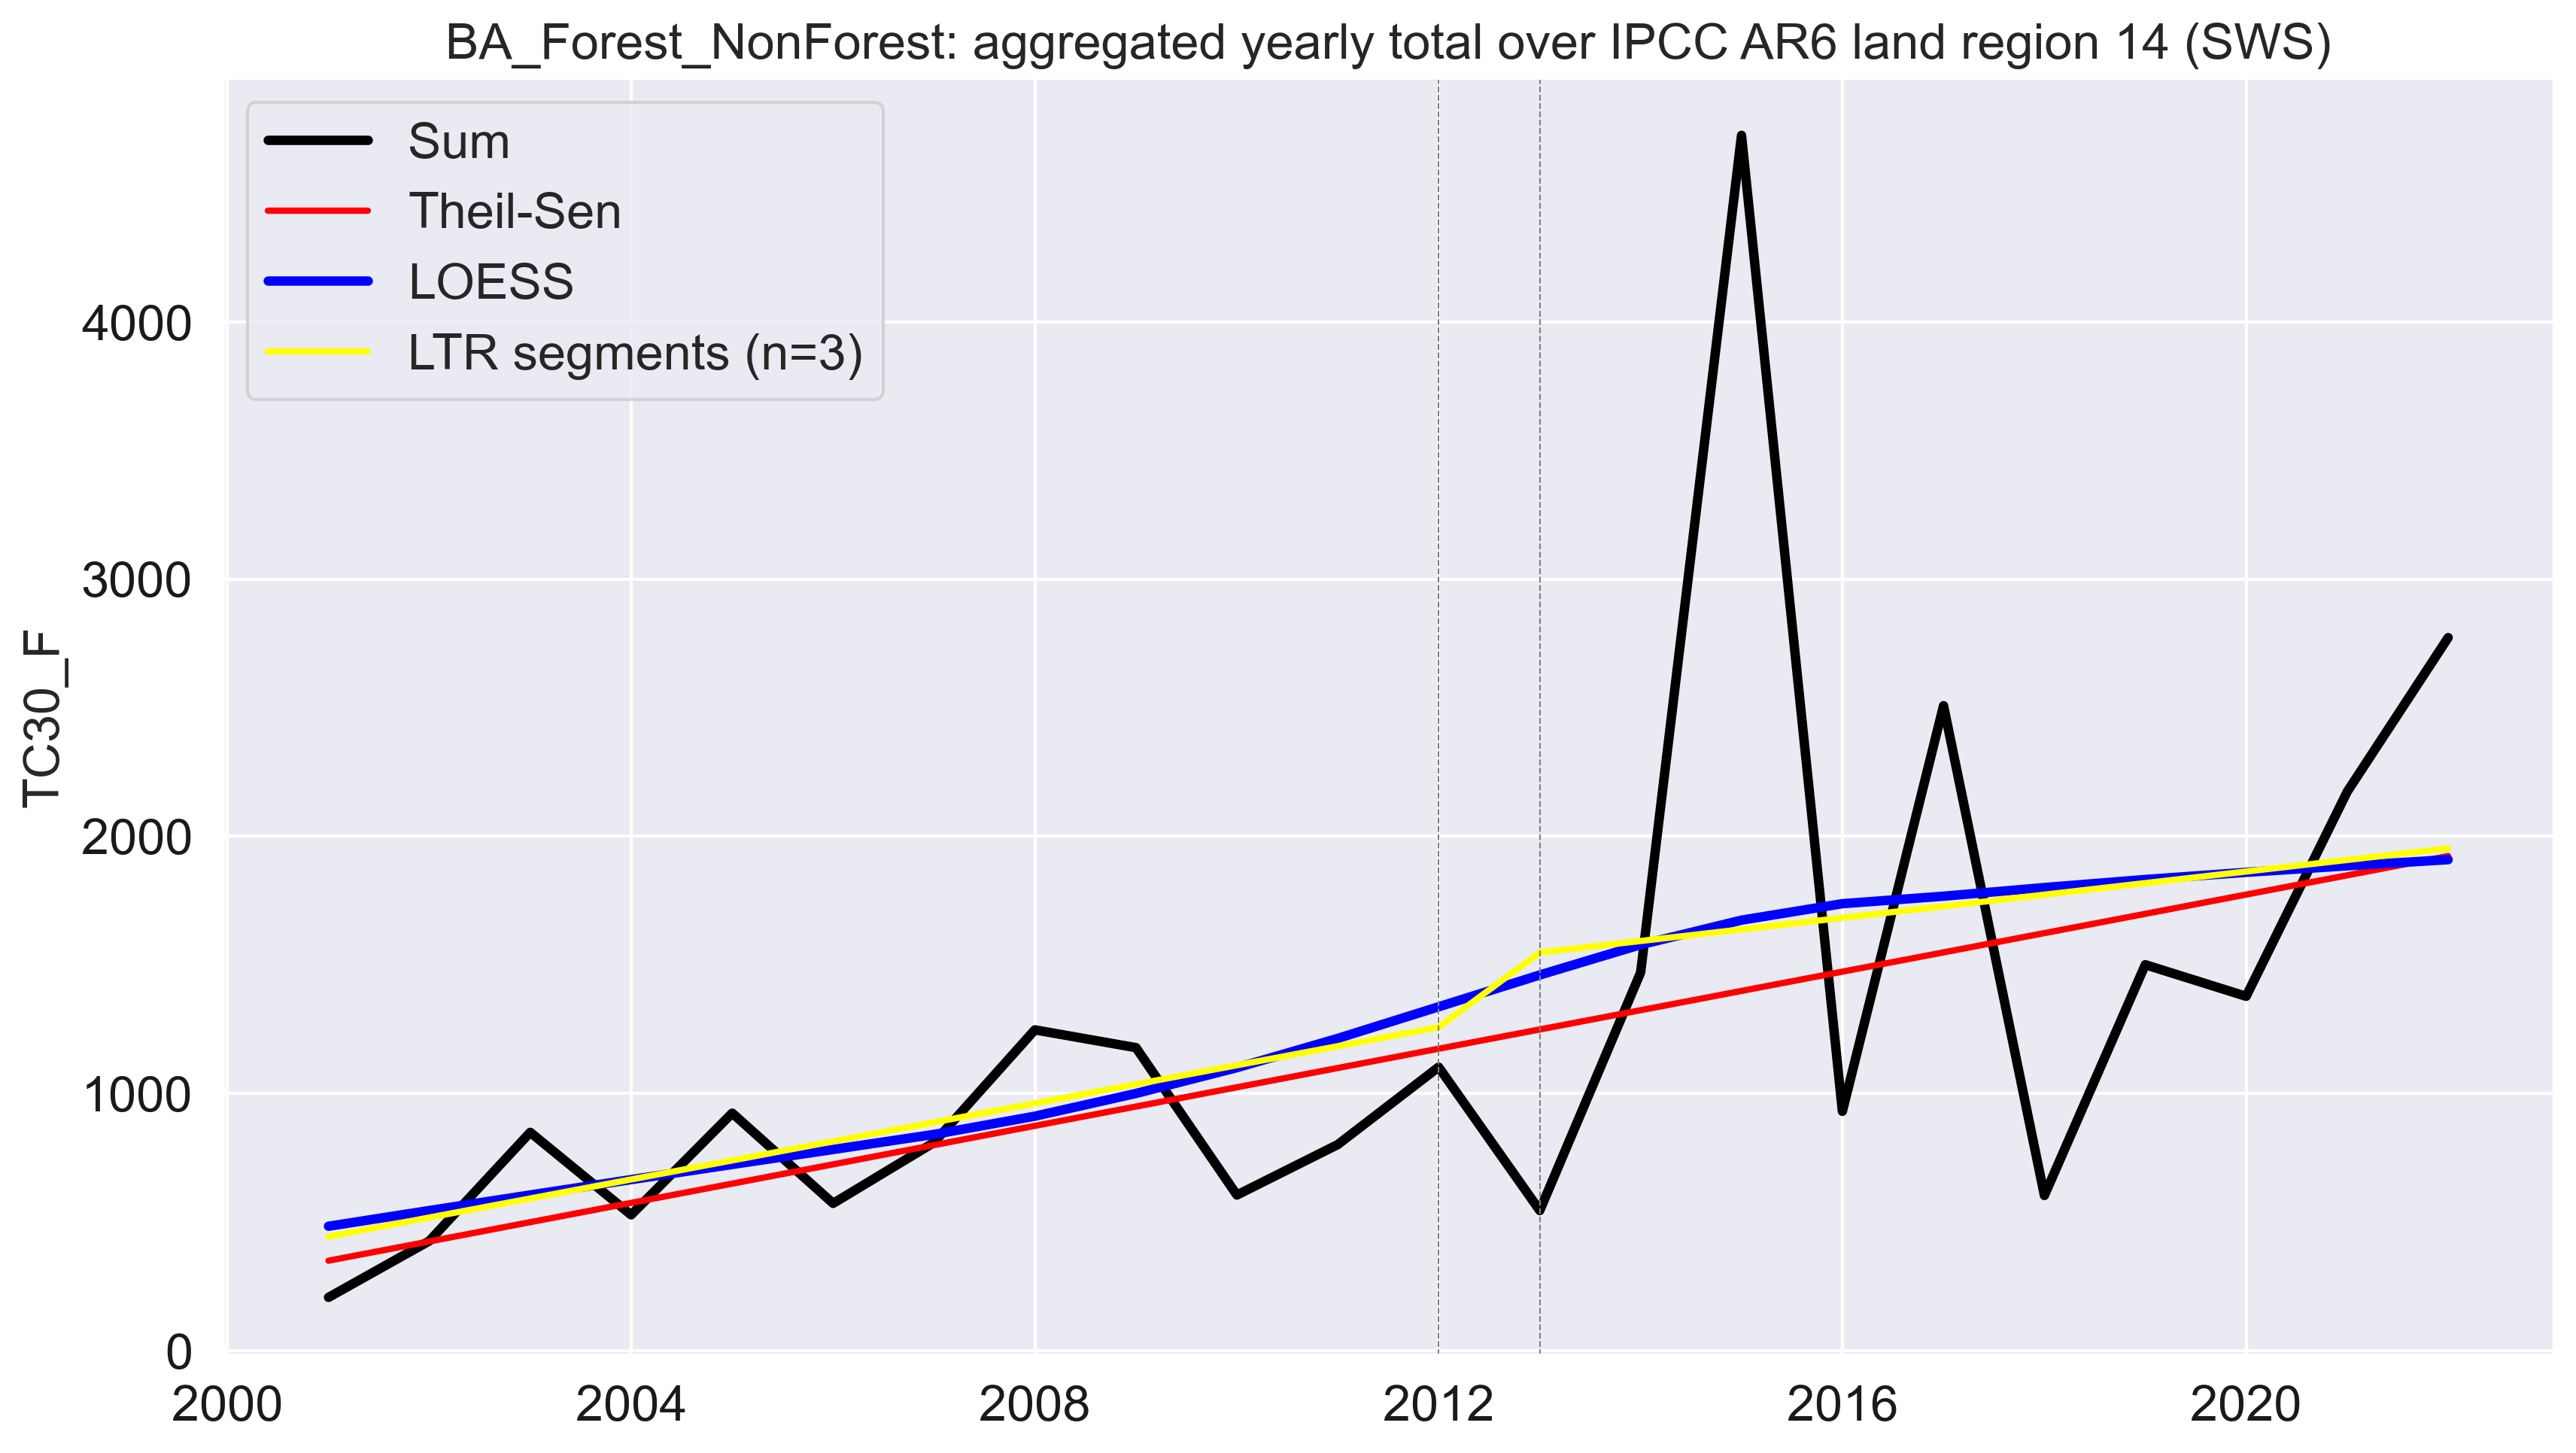 BA_Forest_NonForest: aggregated yearly total over IPCC AR6 land region 14 (SWS)
Sum
Theil-Sen
LOESS
LTR segments (n=3)
TC30_F
4000
3000
2000
1000
0
2000 2004 2008 2012 2016 2020